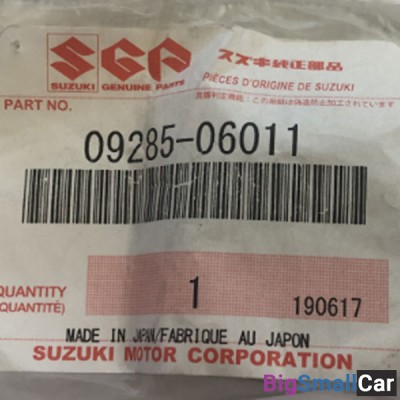 SGP
SUZUKI GENUINE PARTS
スズキ純正部品
PIÈCES D'ORIGINE DE SUZUKI
PART NO.
09285-06011
QUANTITY
(QUANTITÉ)
1
190617
MADE IN JAPAN/FABRIQUE AU JAPON
SUZUKI MOTOR CORPORATION
BigSmallCar